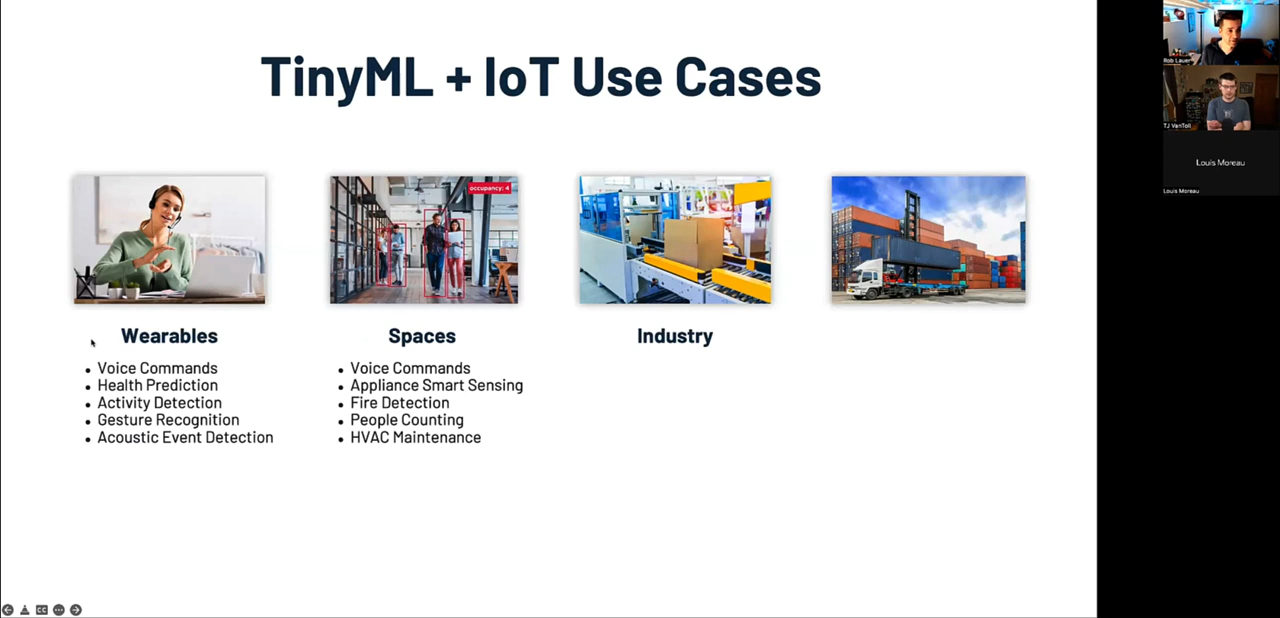 TinyML + IoT Use Cases
occupancy: 4
Wearables
Voice Commands
Health Prediction
Activity Detection
Gesture Recognition
Acoustic Event Detection
Spaces
Voice Commands
Appliance Smart Sensing
Fire Detection
People Counting
HVAC Maintenance
Industry
Rob Lauer
TJ VanToll
Louis Moreau
Louis Moreau
CC